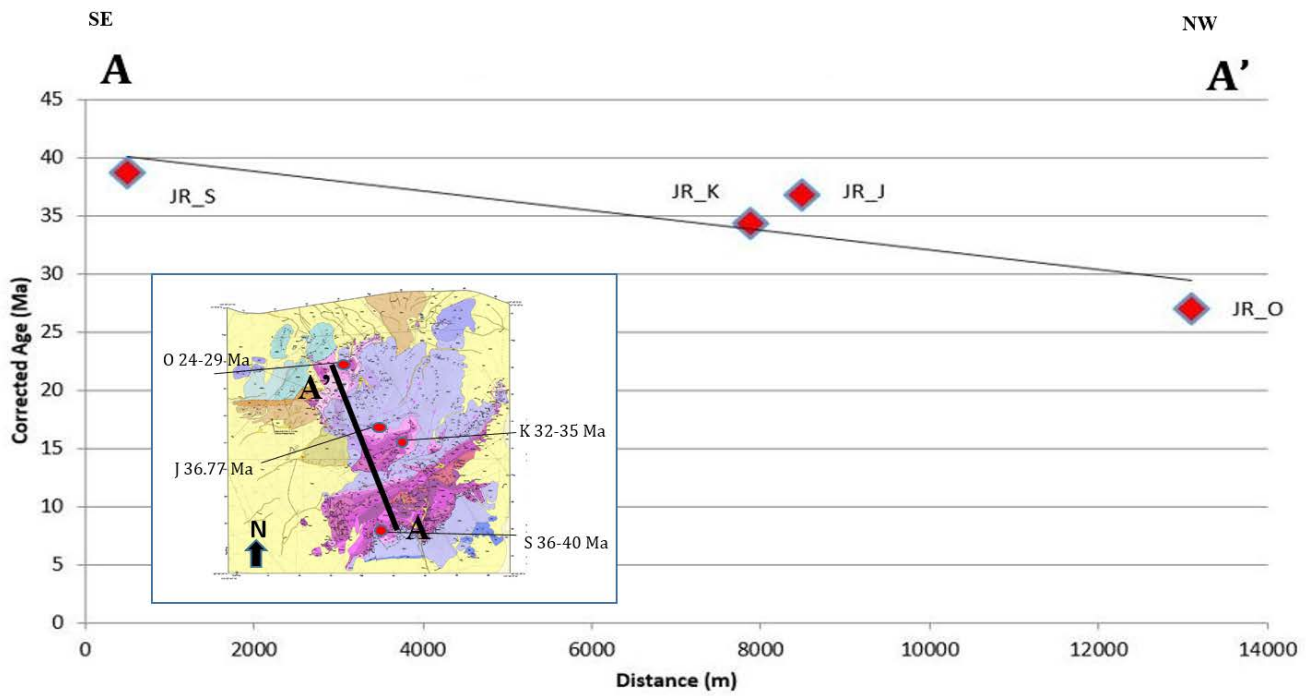 SE
NW
A
A’
45
40
35
30
25
20
15
10
5
0
Corrected Age (Ma)
JR_S
JR_K
JR_J
JR_O
O 24-29 Ma
A’
K 32-35 Ma
J 36.77 Ma
N
A
S 36-40 Ma
0 2000 4000 6000 8000 10000 12000 14000
Distance (m)